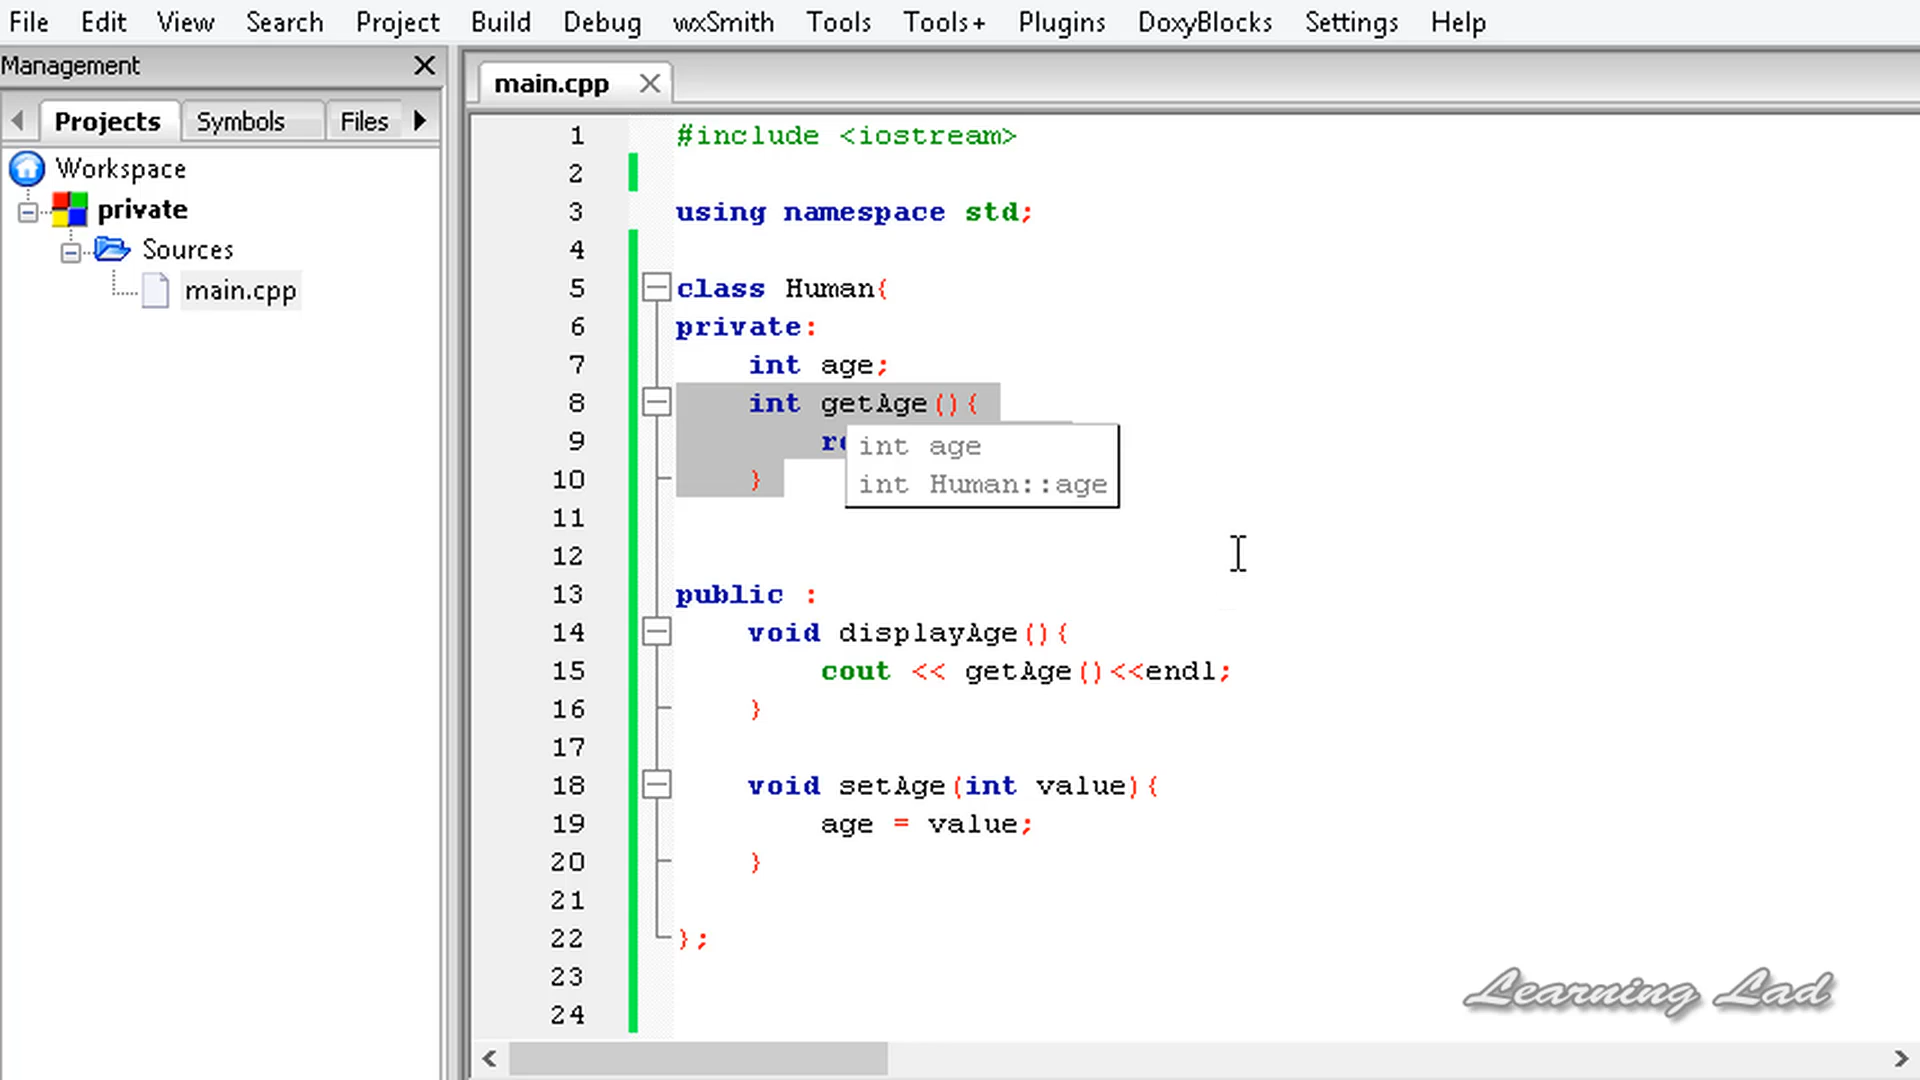 File Edit View Search Project Build Debug wxSmith Tools Tools+ Plugins DoxyBlocks Settings Help
Management
Projects Symbols Files
Workspace
private
Sources
main.cpp
main.cpp
1 #include <iostream>
2
3 using namespace std;
4
5 class Human{
6 private:
7 int age;
8 int getAge(){
9
10 }
int age
int Human::age
11
12
13 public :
14 void displayAge(){
15 cout << getAge()<<endl;
16 }
17
18 void setAge(int value){
19 age = value;
20 }
21
22 };
23
24
Learning Lad